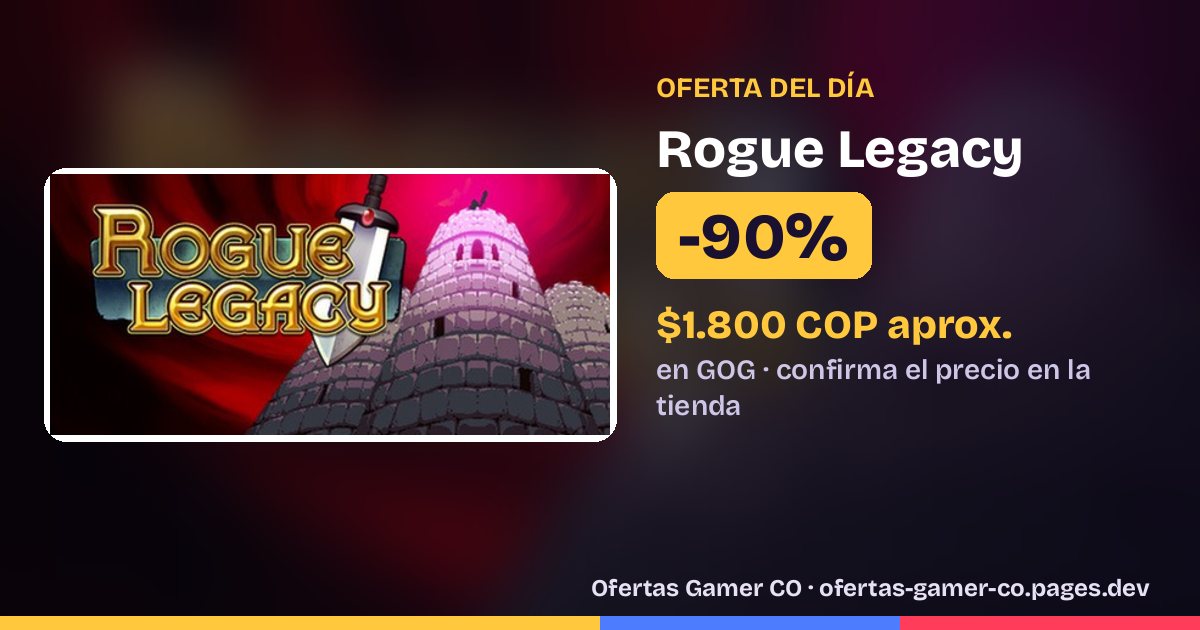 OFERTA DEL DÍA
Rogue Legacy
ROGUE
LEGACY
-90%
$1.800 COP aprox.
en GOG · confirma el precio en la
tienda
Ofertas Gamer CO · ofertas-gamer-co.pages.dev